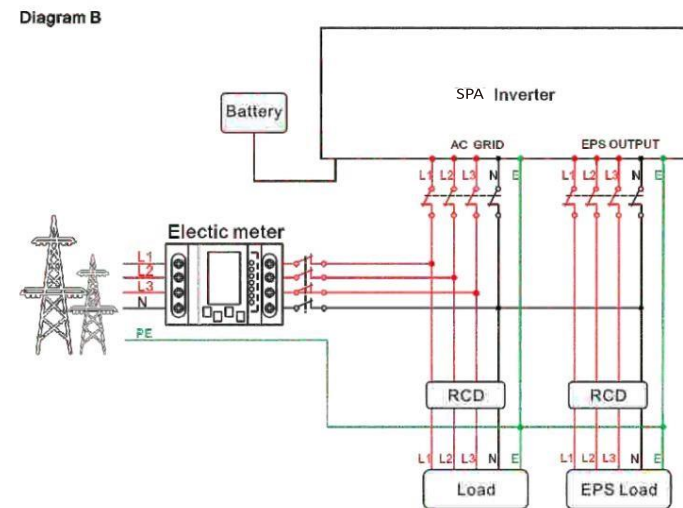 Diagram B
SPA Inverter
Battery
AC GRID EPS OUTPUT
L1 L2 L3 N E L1 L2 L3 N E
Electic meter
L1
L2
L3
N
PE
RCD RCD
L1 L2 L3 N E L1 L2 L3 N E
Load EPS Load